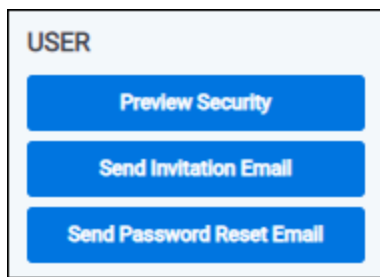 USER
Preview Security
Send Invitation Email
Send Password Reset Email